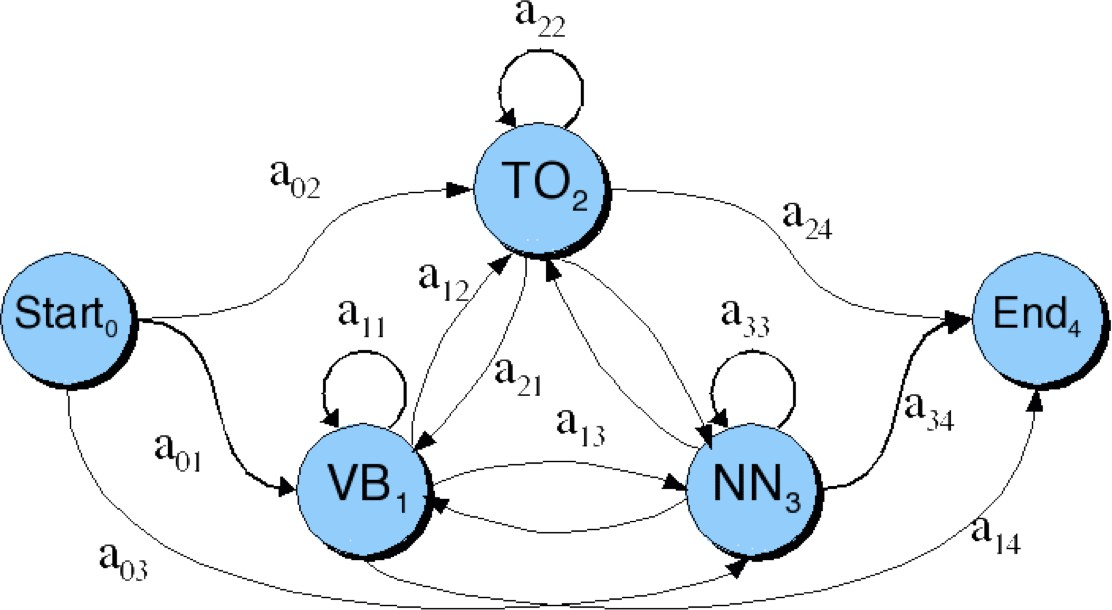 a22
TO2
a02
a24
Start0
a12
a11
a33
End4
a21
a13
a34
a01
VB1
NN3
a03
a14